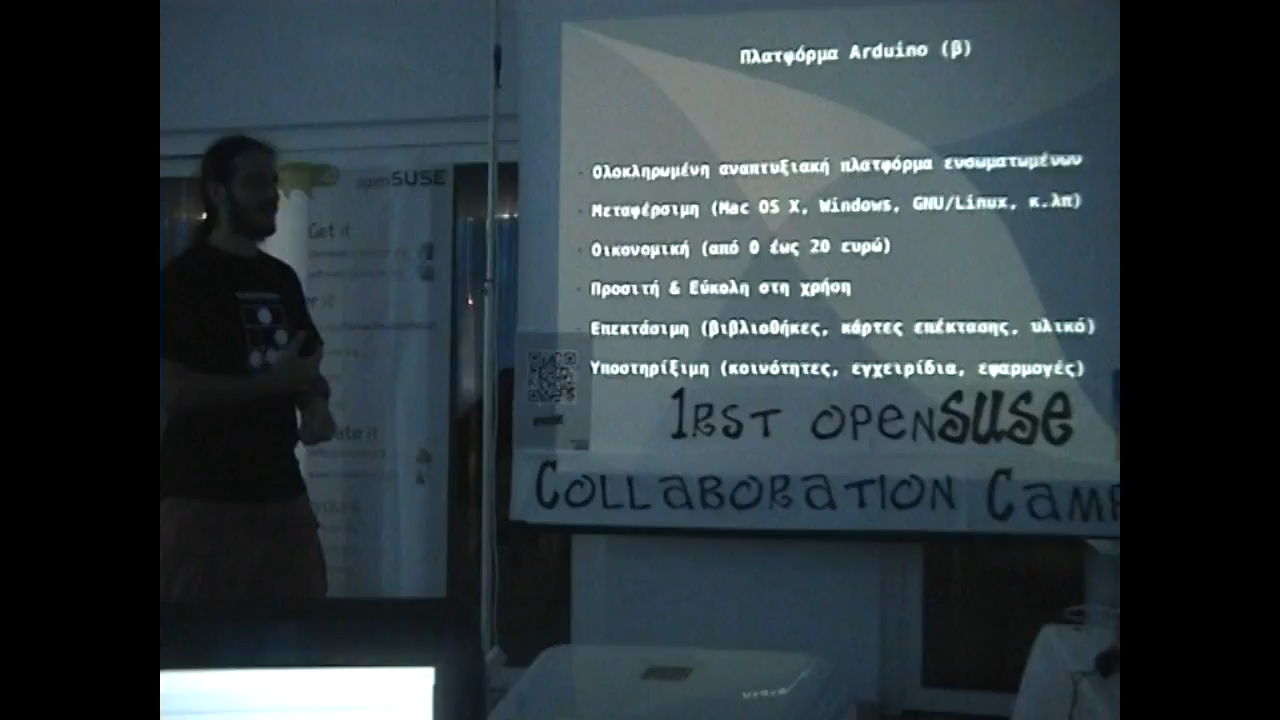 Πλατφόρμα Arduino (β)
Ολοκληρωμένη αναπτυξιακή πλατφόρμα ενσωματωμένων
Μεταφέρσιμη (Mac OS X, Windows, GNU/Linux, κ.λπ)
Οικονομική (από 0 έως 20 ευρώ)
Προσιτή & Εύκολη στη χρήση
Επεκτάσιμη (βιβλιοθήκες, κάρτες επέκτασης, υλικό)
Υποστηρίξιμη (κοινότητες, εγχειρίδια, εφαρμογές)
1RST openSUSE
COLLABORATION CAMP
openSUSE
Get it